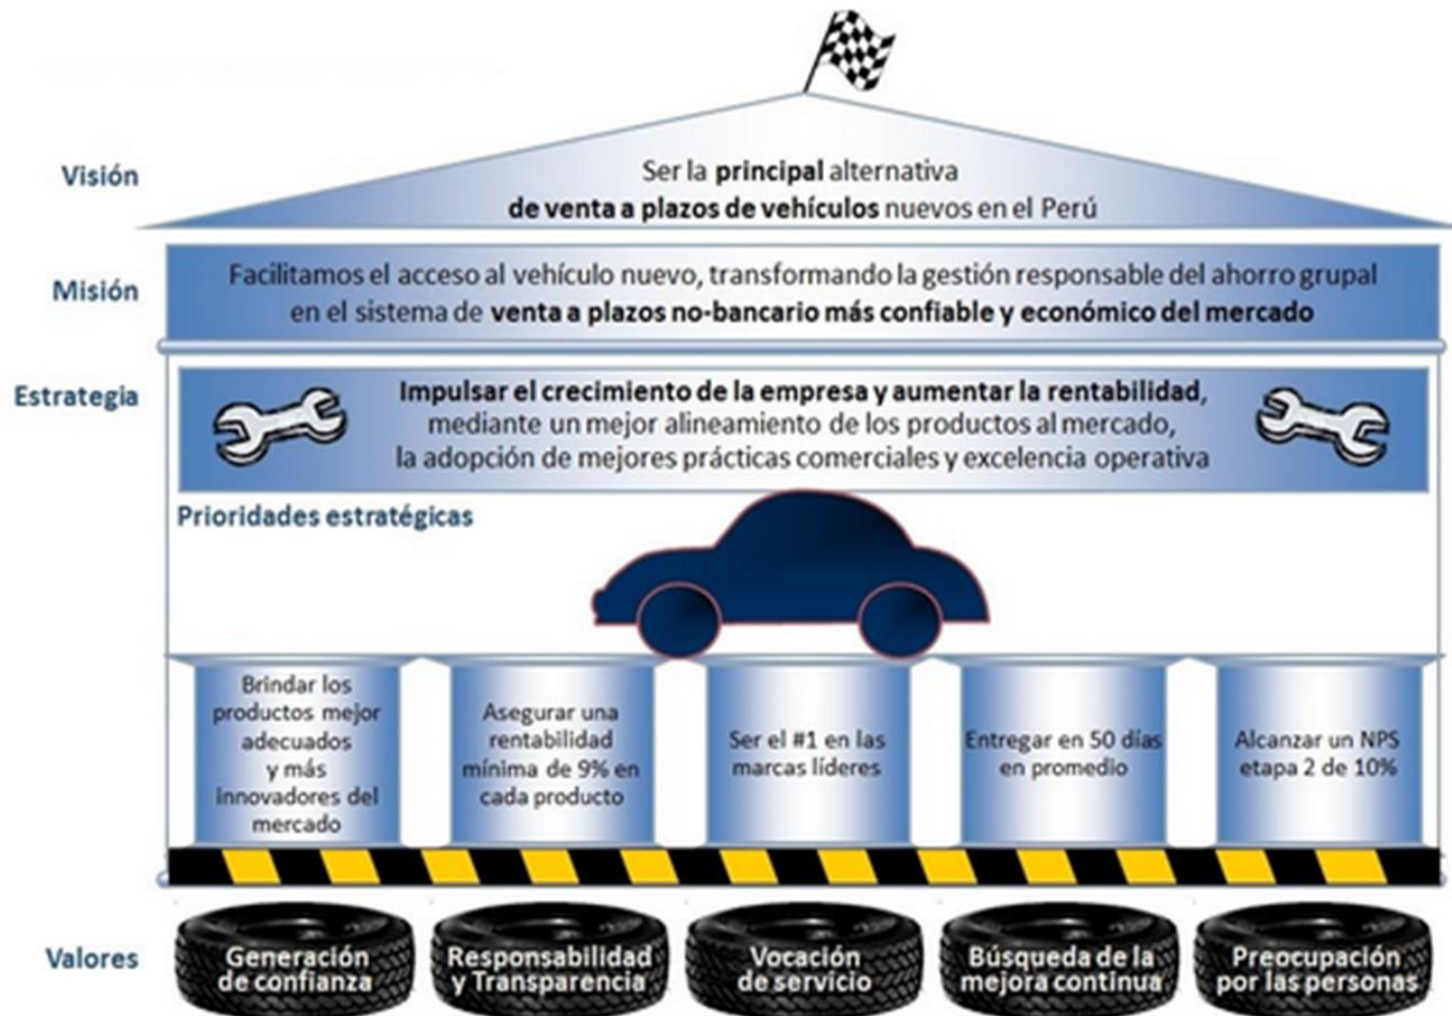 Visión
Ser la principal alternativa
de venta a plazos de vehículos nuevos en el Perú
Misión
Facilitamos el acceso al vehículo nuevo, transformando la gestión responsable del ahorro grupal
en el sistema de venta a plazos no-bancario más confiable y económico del mercado
Estrategia
Impulsar el crecimiento de la empresa y aumentar la rentabilidad,
mediante un mejor alineamiento de los productos al mercado,
la adopción de mejores prácticas comerciales y excelencia operativa
Prioridades estratégicas
Brindar los
productos mejor
adecuados
y más
innovadores del
mercado
Asegurar una
rentabilidad
mínima de 9% en
cada producto
Ser el #1 en las
marcas líderes
Entregar en 50 días
en promedio
Alcanzar un NPS
etapa 2 de 10%
Valores
Generación
de confianza
Responsabilidad
y Transparencia
Vocación
de servicio
Búsqueda de la
mejora continua
Preocupación
por las personas